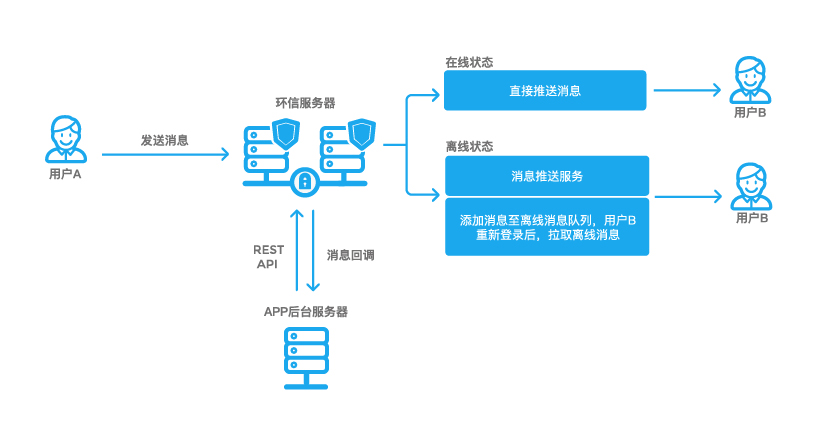 在线状态
直接推送消息
用户B
环信服务器
发送消息
用户A
离线状态
消息推送服务
添加消息至离线消息队列，用户B
重新登录后，拉取离线消息
用户B
REST
API
消息回调
APP后台服务器